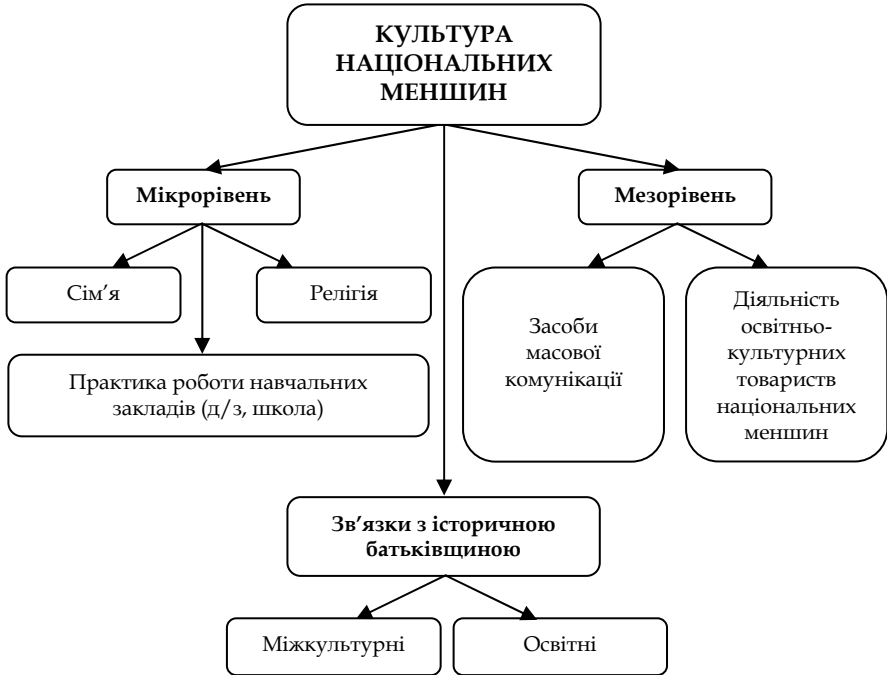 КУЛЬТУРА
НАЦІОНАЛЬНИХ
МЕНШИН
Мікрорівень
Мезорівень
Сім’я
Релігія
Практика роботи навчальних
закладів (д/з, школа)
Засоби
масової
комунікації
Діяльність
освітньо-
культурних
товариств
національних
меншин
Зв’язки з історичною
батьківщиною
Міжкультурні
Освітні